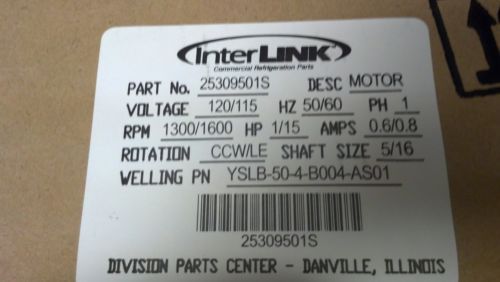 InterLINK
Commercial Refrigeration Parts
PART No. 25309501S DESC MOTOR
VOLTAGE 120/115 HZ 50/60 PH 1
RPM 1300/1600 HP 1/15 AMPS 0.6/0.8
ROTATION CCW/LE SHAFT SIZE 5/16
WELLING PN YSLB-50-4-B004-AS01
25309501S
DIVISION PARTS CENTER - DANVILLE, ILLINOIS